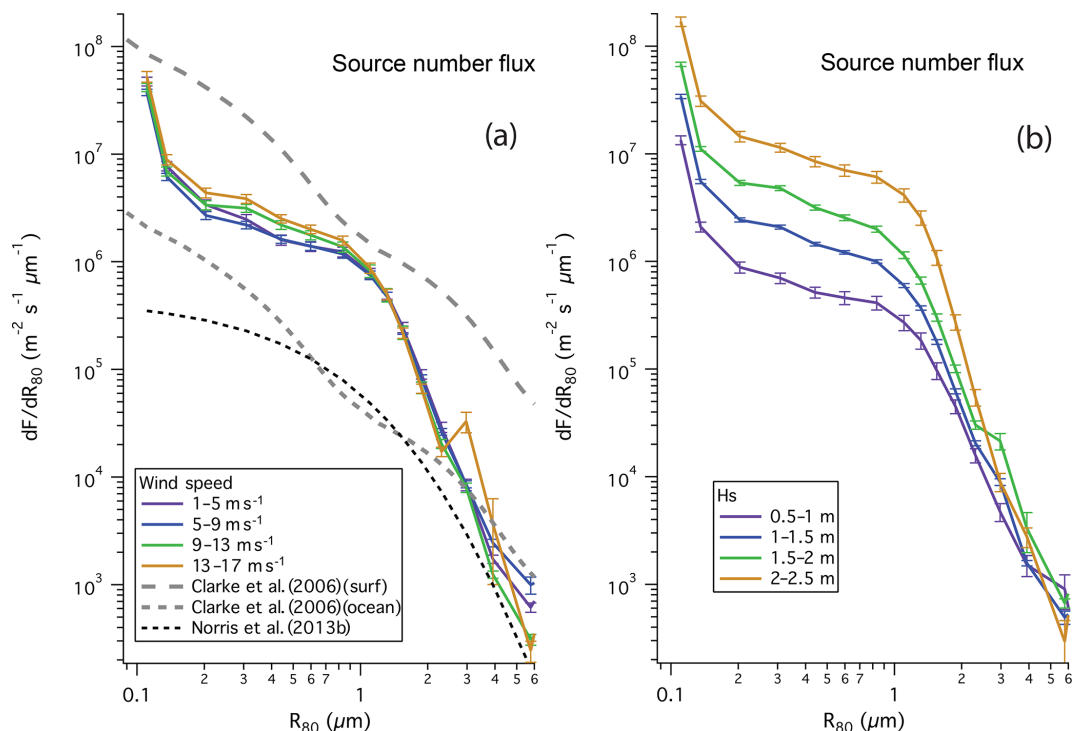 Source number flux
(a)
dF/dR80 (m⁻² s⁻¹ µm⁻¹)
10⁸
10⁷
10⁶
10⁵
10⁴
10³
Wind speed
1–5 m s⁻¹
5–9 m s⁻¹
9–13 m s⁻¹
13–17 m s⁻¹
Clarke et al. (2006)(surf)
Clarke et al. (2006)(ocean)
Norris et al. (2013b)
0.1 2 3 4 5 6 7 1 2 3 4 5 6
R80 (µm)
Source number flux
(b)
dF/dR80 (m⁻² s⁻¹ µm⁻¹)
10⁸
10⁷
10⁶
10⁵
10⁴
10³
Hs
0.5–1 m
1–1.5 m
1.5–2 m
2–2.5 m
0.1 2 3 4 5 6 7 1 2 3 4 5 6
R80 (µm)